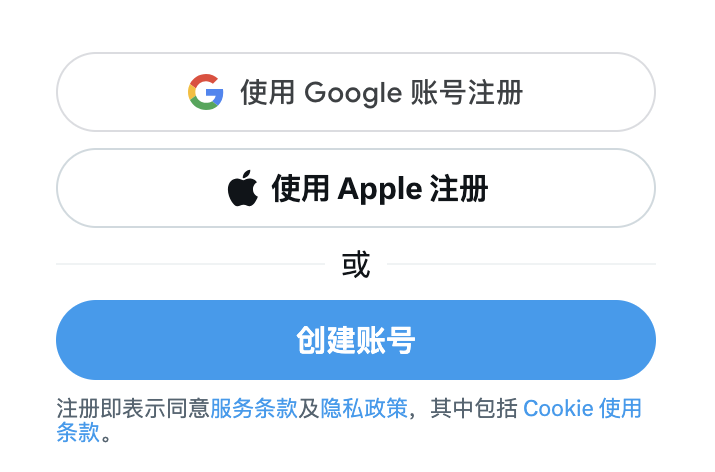 使用 Google 账号注册
使用 Apple 注册
或
创建账号
注册即表示同意服务条款及隐私政策，其中包括 Cookie 使用
条款。